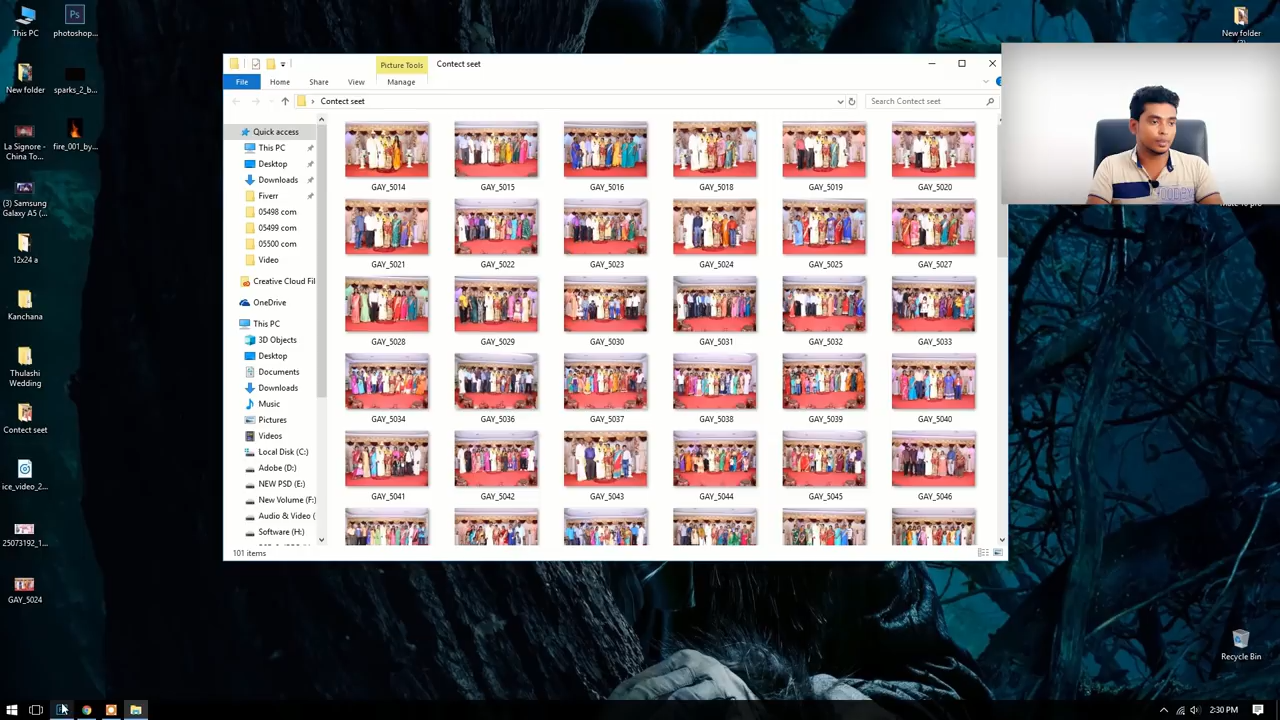 This PC
Ps
photoshop...
New folder
New folder
sparks_2_b...
La Signore -
China To...
fire_001_by...
(3) Samsung
Galaxy A5 (...
12x24 a
Kanchana
Thulashi
Wedding
Contect seet
ice_video_2...
25073192_1...
GAY_5024
Recycle Bin
Picture Tools
Contect seet
File
Home
Share
View
Manage
Contect seet
Search Contect seet
Quick access
This PC
Desktop
Downloads
Fiverr
05498 com
05499 com
05500 com
Video
Creative Cloud Fil
OneDrive
This PC
3D Objects
Desktop
Documents
Downloads
Music
Pictures
Videos
Local Disk (C:)
Adobe (D:)
NEW PSD (E:)
New Volume (F:)
Audio & Video (
Software (H:)
GAY_5014
GAY_5015
GAY_5016
GAY_5018
GAY_5019
GAY_5020
GAY_5021
GAY_5022
GAY_5023
GAY_5024
GAY_5025
GAY_5027
GAY_5028
GAY_5029
GAY_5030
GAY_5031
GAY_5032
GAY_5033
GAY_5034
GAY_5036
GAY_5037
GAY_5038
GAY_5039
GAY_5040
GAY_5041
GAY_5042
GAY_5043
GAY_5044
GAY_5045
GAY_5046
101 items
2:30 PM